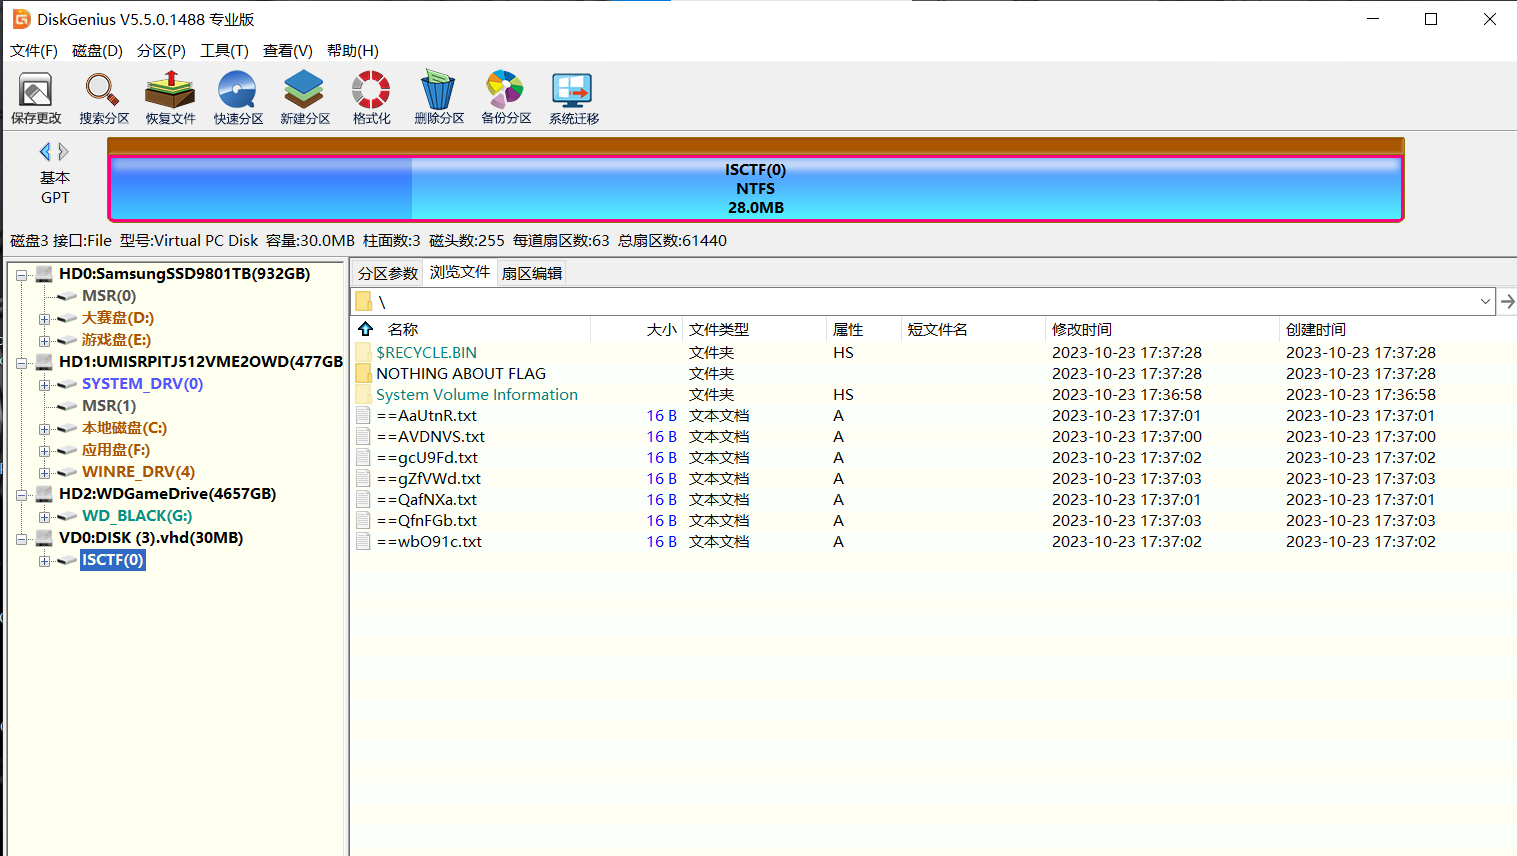 DiskGenius V5.5.0.1488 专业版
文件(F) 磁盘(D) 分区(P) 工具(T) 查看(V) 帮助(H)
保存更改 搜索分区 恢复文件 快速分区 新建分区 格式化 删除分区 备份分区 系统迁移
基本
GPT
ISCTF(0)
NTFS
28.0MB
磁盘3 接口:File 型号:Virtual PC Disk 容量:30.0MB 柱面数:3 磁头数:255 每道扇区数:63 总扇区数:61440
HD0:SamsungSSD9801TB(932GB)
MSR(0)
大赛盘(D:)
游戏盘(E:)
HD1:UMISRPITJ512VME2OWD(477GB
SYSTEM_DRV(0)
MSR(1)
本地磁盘(C:)
应用盘(F:)
WINRE_DRV(4)
HD2:WDGameDrive(4657GB)
WD_BLACK(G:)
VD0:DISK (3).vhd(30MB)
ISCTF(0)
分区参数 浏览文件 扇区编辑
\
名称 大小 文件类型 属性 短文件名 修改时间 创建时间
$RECYCLE.BIN 文件夹 HS 2023-10-23 17:37:28 2023-10-23 17:37:28
NOTHING ABOUT FLAG 文件夹 2023-10-23 17:37:28 2023-10-23 17:37:28
System Volume Information 文件夹 HS 2023-10-23 17:36:58 2023-10-23 17:36:58
==AaUtnR.txt 16 B 文本文档 A 2023-10-23 17:37:01 2023-10-23 17:37:01
==AVDNVS.txt 16 B 文本文档 A 2023-10-23 17:37:00 2023-10-23 17:37:00
==gcU9Fd.txt 16 B 文本文档 A 2023-10-23 17:37:02 2023-10-23 17:37:02
==gZfVWd.txt 16 B 文本文档 A 2023-10-23 17:37:03 2023-10-23 17:37:03
==QafNXa.txt 16 B 文本文档 A 2023-10-23 17:37:01 2023-10-23 17:37:01
==QfnFGb.txt 16 B 文本文档 A 2023-10-23 17:37:03 2023-10-23 17:37:03
==wbO91c.txt 16 B 文本文档 A 2023-10-23 17:37:02 2023-10-23 17:37:02